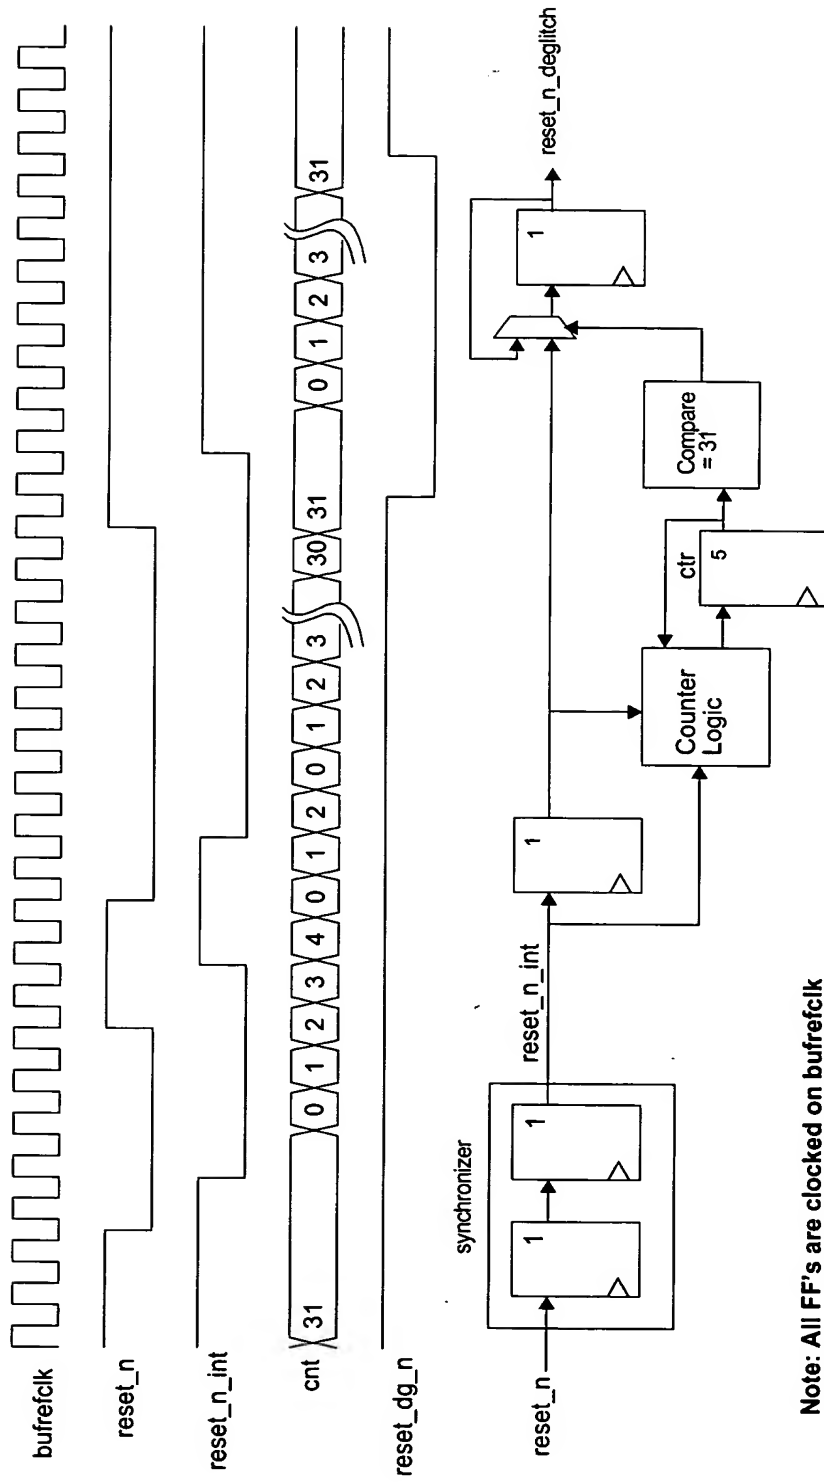 bufrefclk
reset_n
reset_n_int
cnt 31 0 1 2 3 4 0 1 2 0 1 2 3 30 31 0 1 2 3 31
reset_dg_n
synchronizer
reset_n
1
1
reset_n_int
1
Counter
Logic
ctr
5
Compare
= 31
1
reset_n_deglitch
Note: All FF's are clocked on bufrefclk